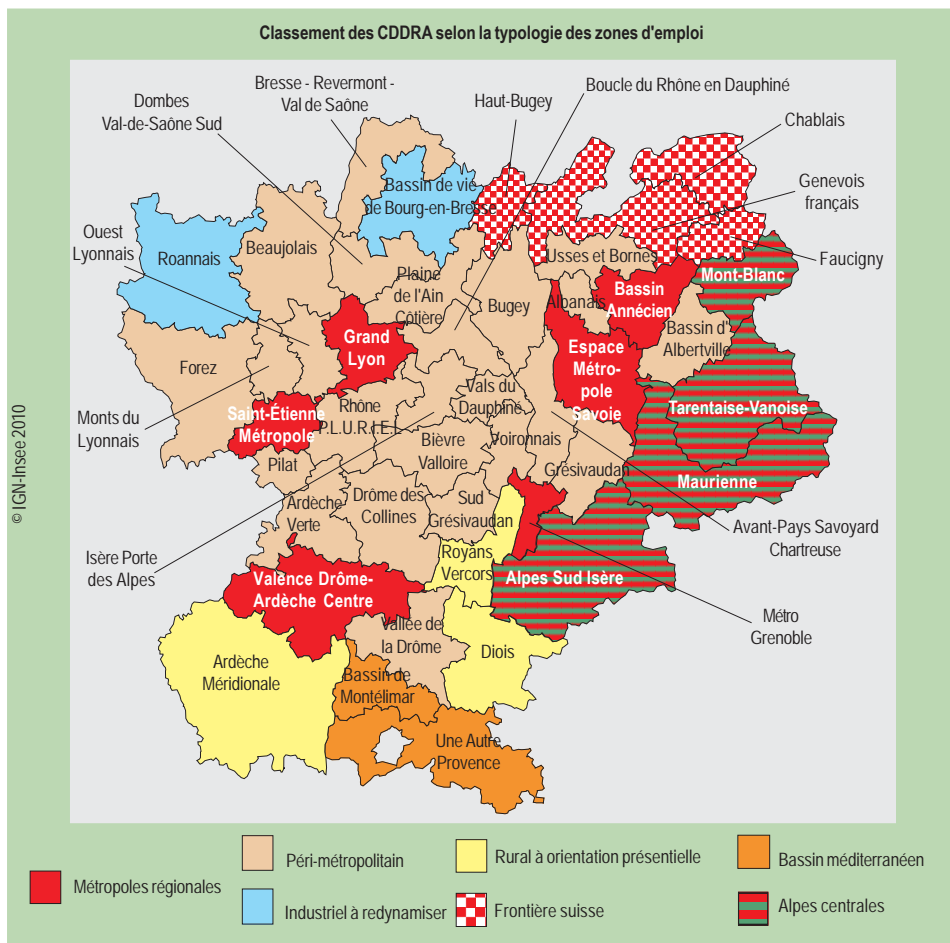 Classement des CDDRA selon la typologie des zones d'emploi
Bresse - Revermont -
Val de Saône
Boucle du Rhône en Dauphiné
Dombes
Val-de-Saône Sud
Haut-Bugey
Chablais
Genevois
français
Bassin de vie
de Bourg-en-Bresse
Ouest
Lyonnais
Beaujolais
Roannais
Usses et Bornes
Faucigny
Mont-Blanc
Plaine
de l'Ain
Côtière
Bugey
Albanais
Bassin
Annécien
Bassin d'
Albertville
Grand
Lyon
Espace
Métro-
pole
Savoie
Forez
Monts du
Lyonnais
Saint-Étienne
Métropole
Rhône
P.L.U.R.I.E.L
Vals du
Dauphiné
Tarentaise-Vanoise
Bièvre
Valloire
Voironnais
Grésivaudan
Maurienne
Pilat
Ardèche
Verte
Drôme des
Collines
Sud
Grésivaudan
Avant-Pays Savoyard
Chartreuse
Isère Porte
des Alpes
Royans
Vercors
Alpes Sud Isère
Valence Drôme-
Ardèche Centre
Métro
Grenoble
Vallée de
la Drôme
Diois
Ardèche
Méridionale
Bassin de
Montélimar
Une Autre
Provence
© IGN-Insee 2010
Métropoles régionales
Péri-métropolitain
Industriel à redynamiser
Rural à orientation présentielle
Frontière suisse
Bassin méditerranéen
Alpes centrales